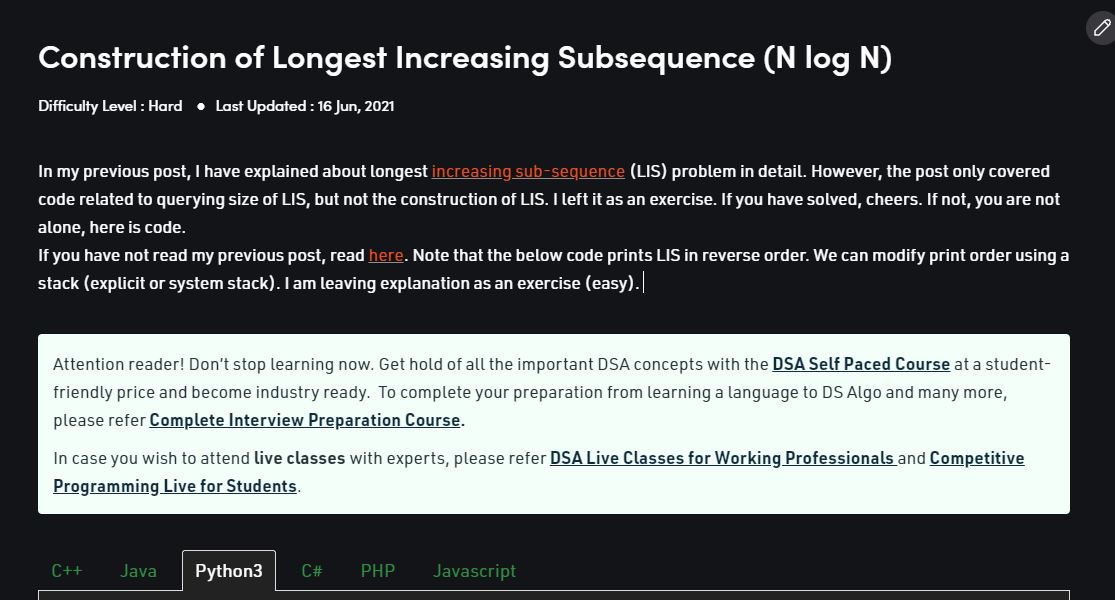 Construction of Longest Increasing Subsequence (N log N)
Difficulty Level : Hard ● Last Updated : 16 Jun, 2021
In my previous post, I have explained about longest increasing sub-sequence (LIS) problem in detail. However, the post only covered
code related to querying size of LIS, but not the construction of LIS. I left it as an exercise. If you have solved, cheers. If not, you are not
alone, here is code.
If you have not read my previous post, read here. Note that the below code prints LIS in reverse order. We can modify print order using a
stack (explicit or system stack). I am leaving explanation as an exercise (easy).
Attention reader! Don’t stop learning now. Get hold of all the important DSA concepts with the DSA Self Paced Course at a student-
friendly price and become industry ready.  To complete your preparation from learning a language to DS Algo and many more,
please refer Complete Interview Preparation Course.
In case you wish to attend live classes with experts, please refer DSA Live Classes for Working Professionals and Competitive
Programming Live for Students.
C++ Java Python3 C# PHP Javascript